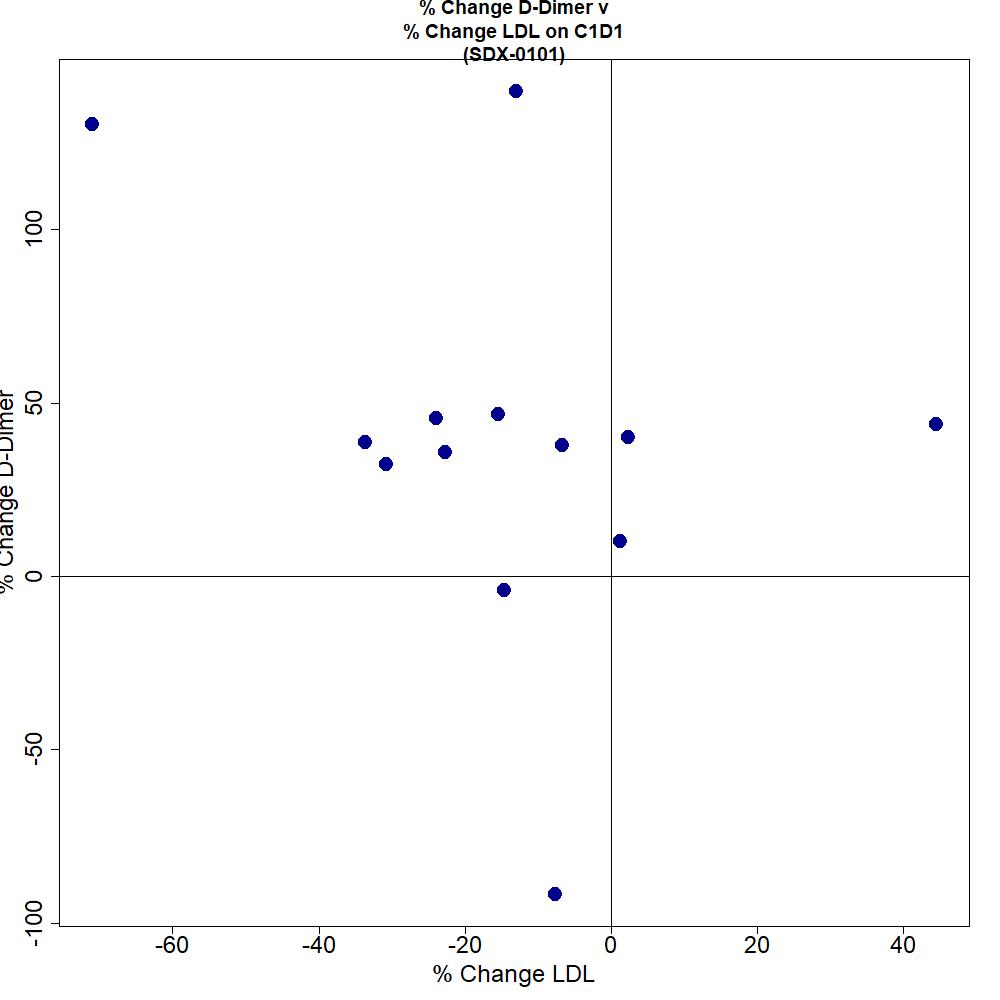 % Change D-Dimer v
% Change LDL on C1D1
(SDX-0101)
% Change D-Dimer
100
50
0
-50
-100
-60
-40
-20
0
20
40
% Change LDL